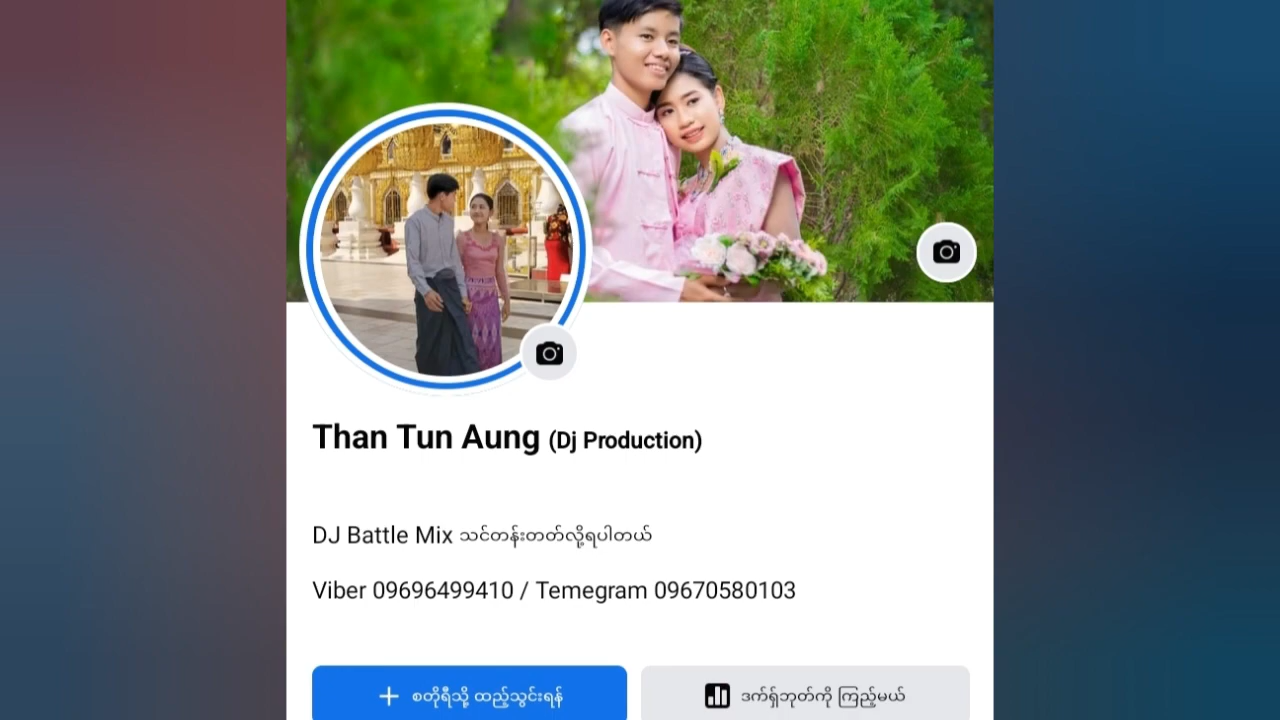 Than Tun Aung (Dj Production)
DJ Battle Mix သင်တန်းတတ်လို့ရပါတယ်
Viber 09696499410 / Temegram 09670580103
စတိုရီသို့ ထည့်သွင်းရန်
ဒက်ရှ်ဘုတ်ကို ကြည့်မယ်